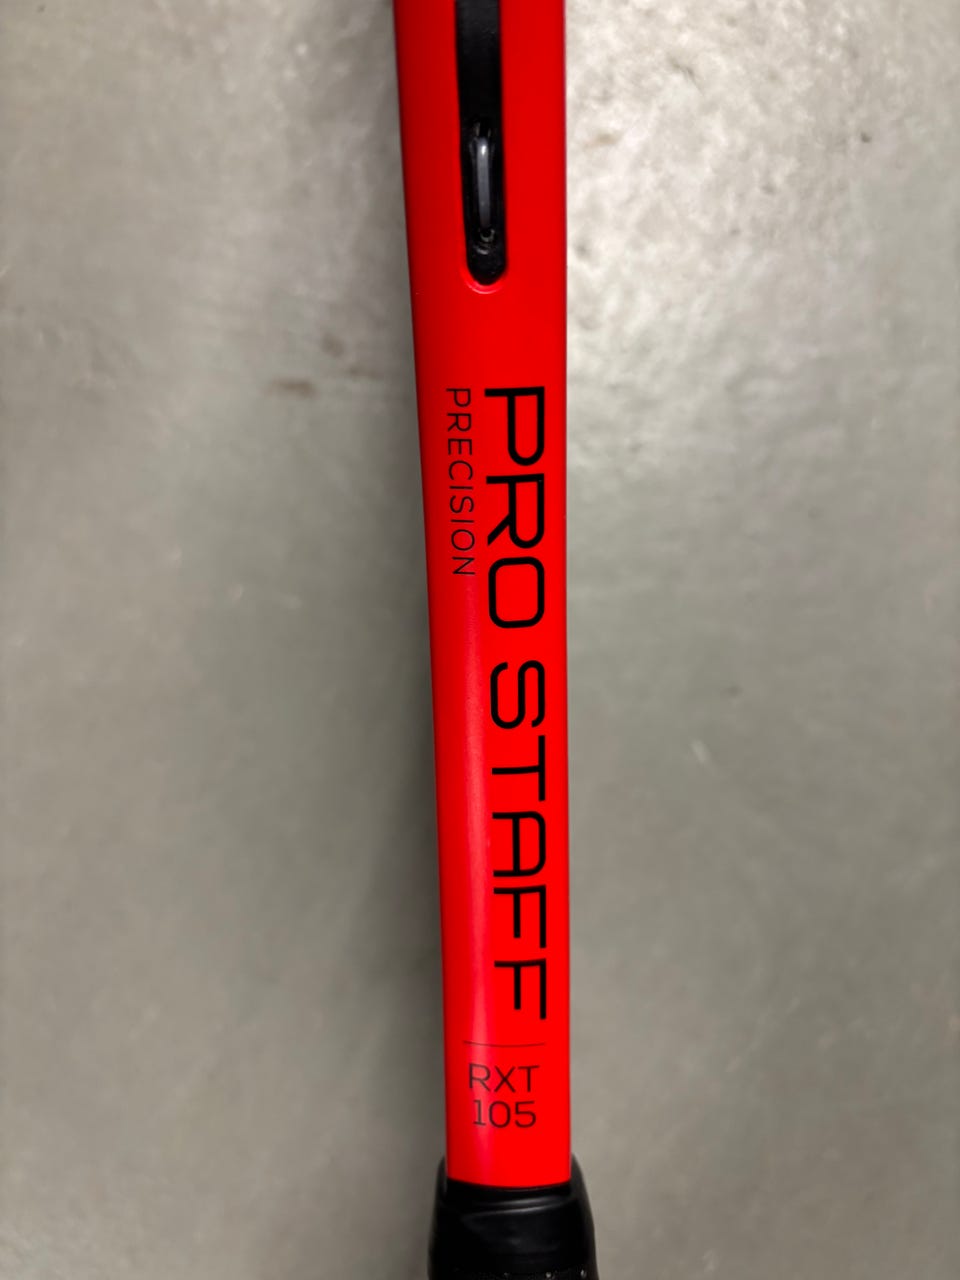 PRO STAFF
PRECISION
RXT
105